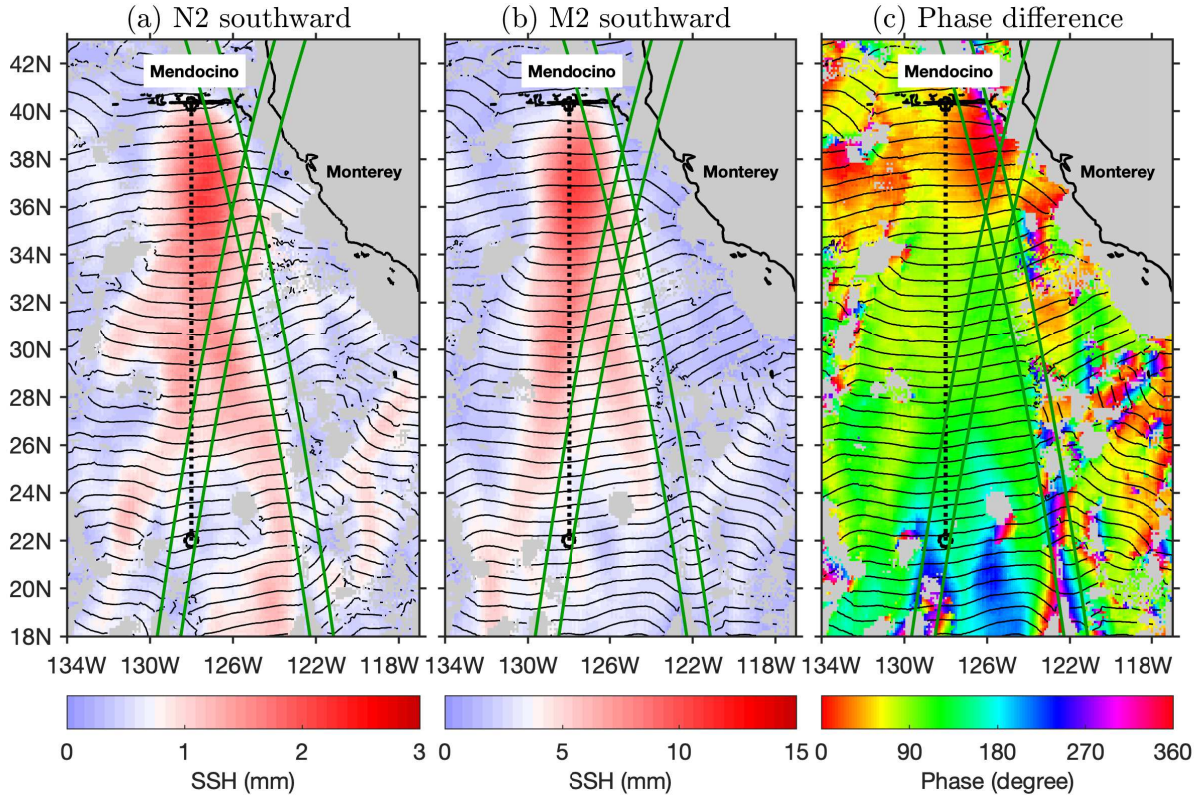 (a) N2 southward (b) M2 southward (c) Phase difference
42N
40N
38N
36N
34N
32N
30N
28N
26N
24N
22N
20N
18N
Mendocino
Monterey
Mendocino
Monterey
Mendocino
Monterey
134W 130W 126W 122W 118W
134W 130W 126W 122W 118W
134W 130W 126W 122W 118W
0 1 2 3
SSH (mm)
0 5 10 15
SSH (mm)
0 90 180 270 360
Phase (degree)